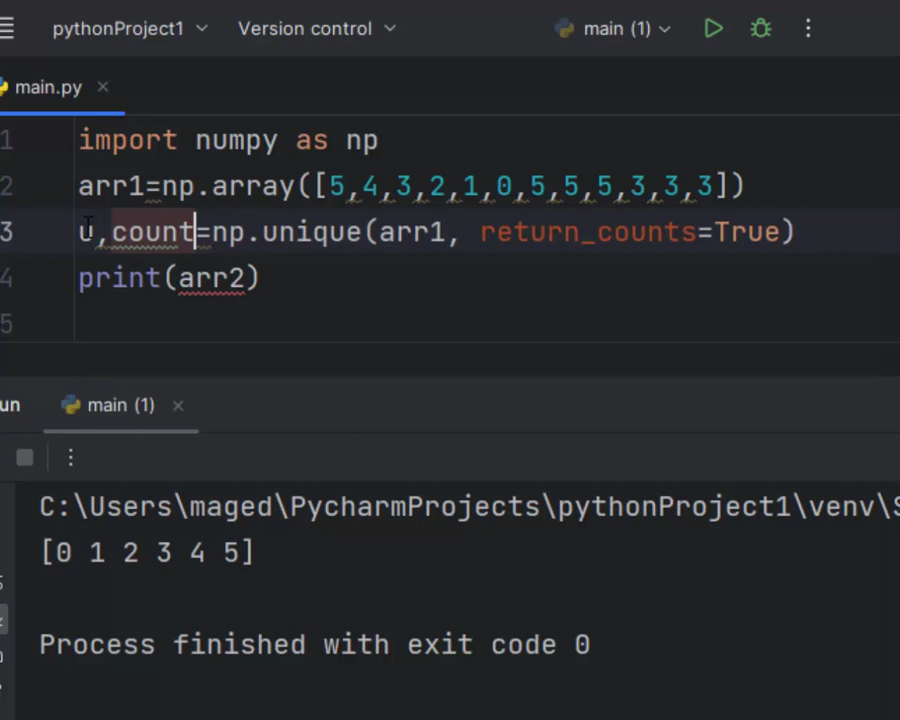 pythonProject1 Version control main (1)
main.py
1 import numpy as np
2 arr1=np.array([5,4,3,2,1,0,5,5,5,3,3,3])
3 u,count=np.unique(arr1, return_counts=True)
4 print(arr2)
5
un main (1)
C:\Users\maged\PycharmProjects\pythonProject1\venv\S
[0 1 2 3 4 5]
Process finished with exit code 0